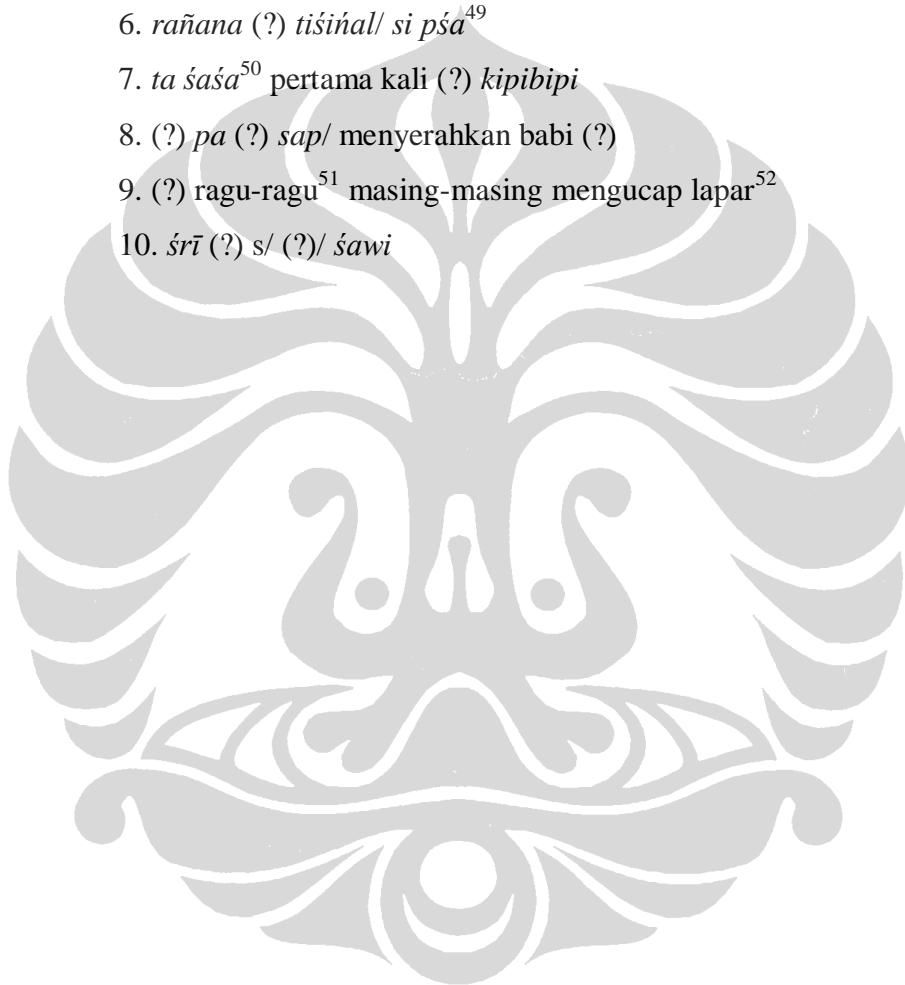 6. rañana (?) tiśińal/ si pśa49
7. ta śaśa50 pertama kali (?) kipibipi
8. (?) pa (?) sap/ menyerahkan babi (?)
9. (?) ragu-ragu51 masing-masing mengucap lapar52
10. śrī (?) s/ (?)/ śawi